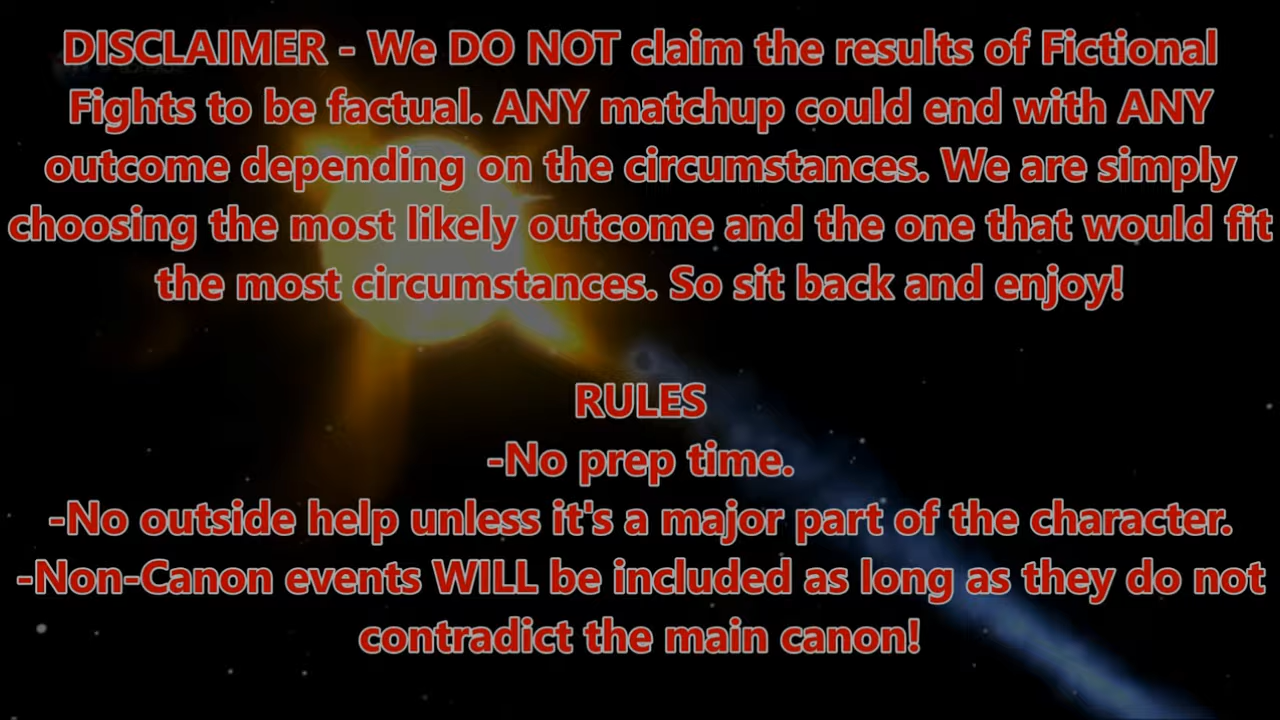 DISCLAIMER - We DO NOT claim the results of Fictional
Fights to be factual. ANY matchup could end with ANY
outcome depending on the circumstances. We are simply
choosing the most likely outcome and the one that would fit
the most circumstances. So sit back and enjoy!
RULES
-No prep time.
-No outside help unless it's a major part of the character.
-Non-Canon events WILL be included as long as they do not
contradict the main canon!